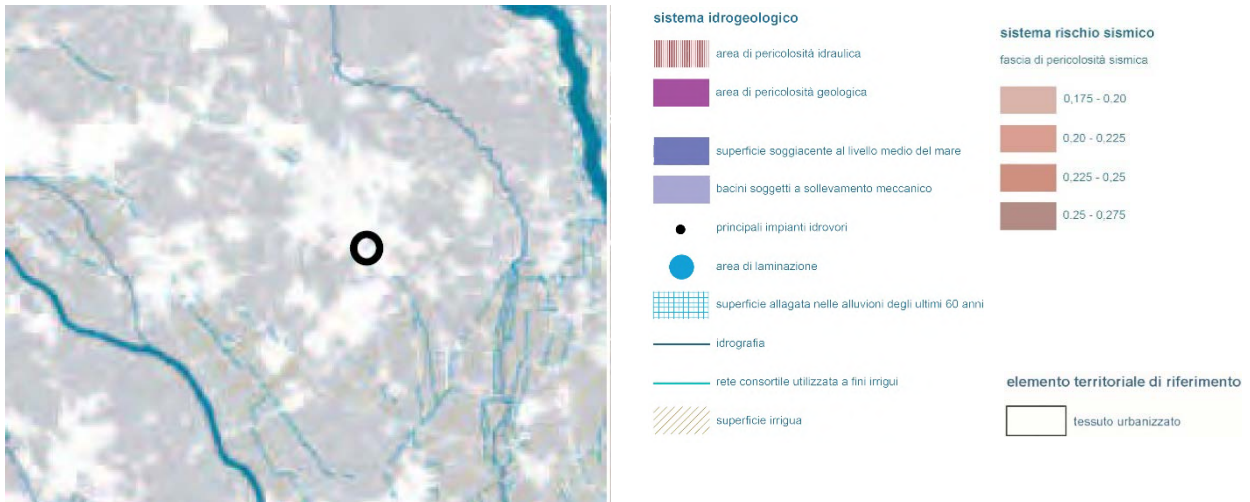 sistema idrogeologico
area di pericolosità idraulica
area di pericolosità geologica
superficie soggiacente al livello medio del mare
bacini soggetti a sollevamento meccanico
principali impianti idrovori
area di laminazione
superficie allagata nelle alluvioni degli ultimi 60 anni
idrografia
rete consortile utilizzata a fini irrigui
superficie irrigua
sistema rischio sismico
fascia di pericolosità sismica
0,175 - 0.20
0,20 - 0,225
0,225 - 0,25
0.25 - 0,275
elemento territoriale di riferimento
tessuto urbanizzato